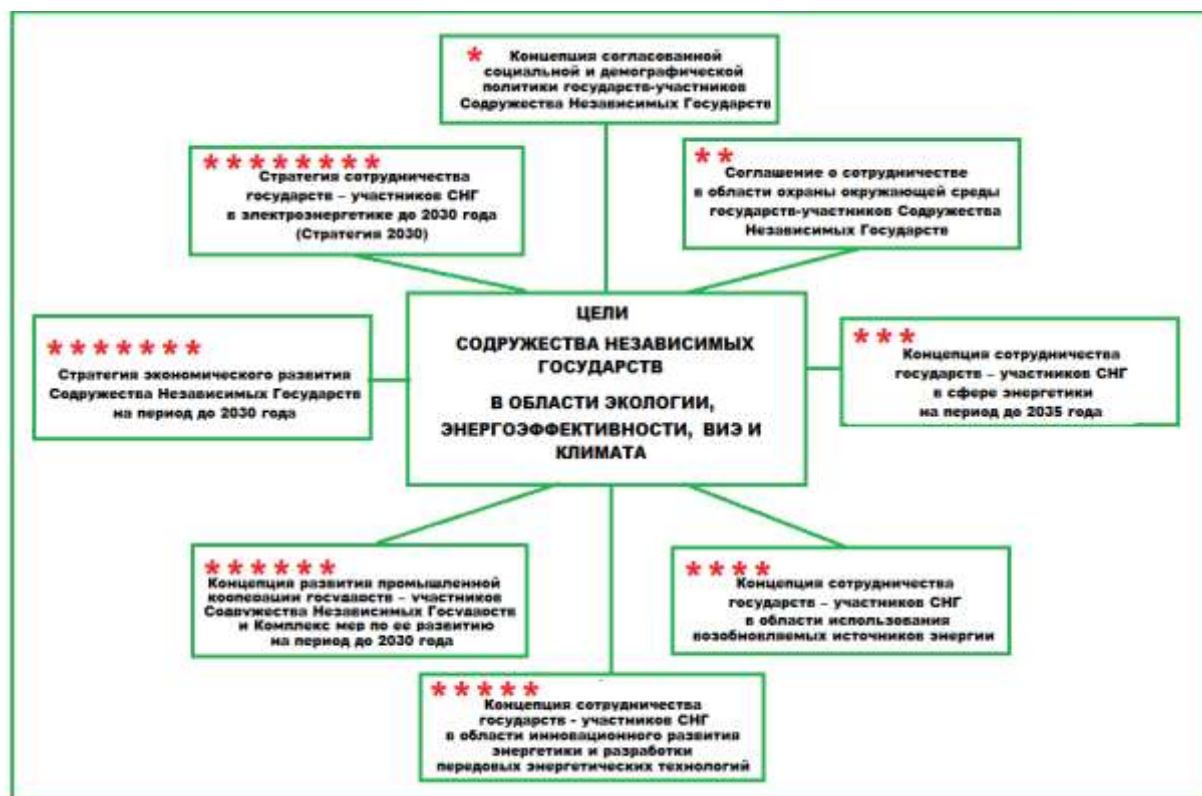 *
Концепция согласованной
социальной и демографической
политики государств-участников
Содружества Независимых Государств
* * * * * * * *
Стратегия сотрудничества
государств – участников СНГ
в электроэнергетике до 2030 года
(Стратегия 2030)
* *
Соглашение о сотрудничестве
в области охраны окружающей среды
государств-участников Содружества
Независимых Государств
ЦЕЛИ
СОДРУЖЕСТВА НЕЗАВИСИМЫХ
ГОСУДАРСТВ
В ОБЛАСТИ ЭКОЛОГИИ,
ЭНЕРГОЭФФЕКТИВНОСТИ, ВИЭ И
КЛИМАТА
* * * * * * *
Стратегия экономического развития
Содружества Независимых Государств
на период до 2030 года
* * *
Концепция сотрудничества
государств – участников СНГ
в сфере энергетики
на период до 2035 года
* * * * * *
Концепция развития промышленной
кооперации государств – участников
Содружества Независимых Государств
и Комплекс мер по ее развитию
на период до 2030 года
* * * *
Концепция сотрудничества
государств – участников СНГ
в области использования
возобновляемых источников энергии
* * * * *
Концепция сотрудничества
государств - участников СНГ
в области инновационного развития
энергетики и разработки
передовых энергетических технологий